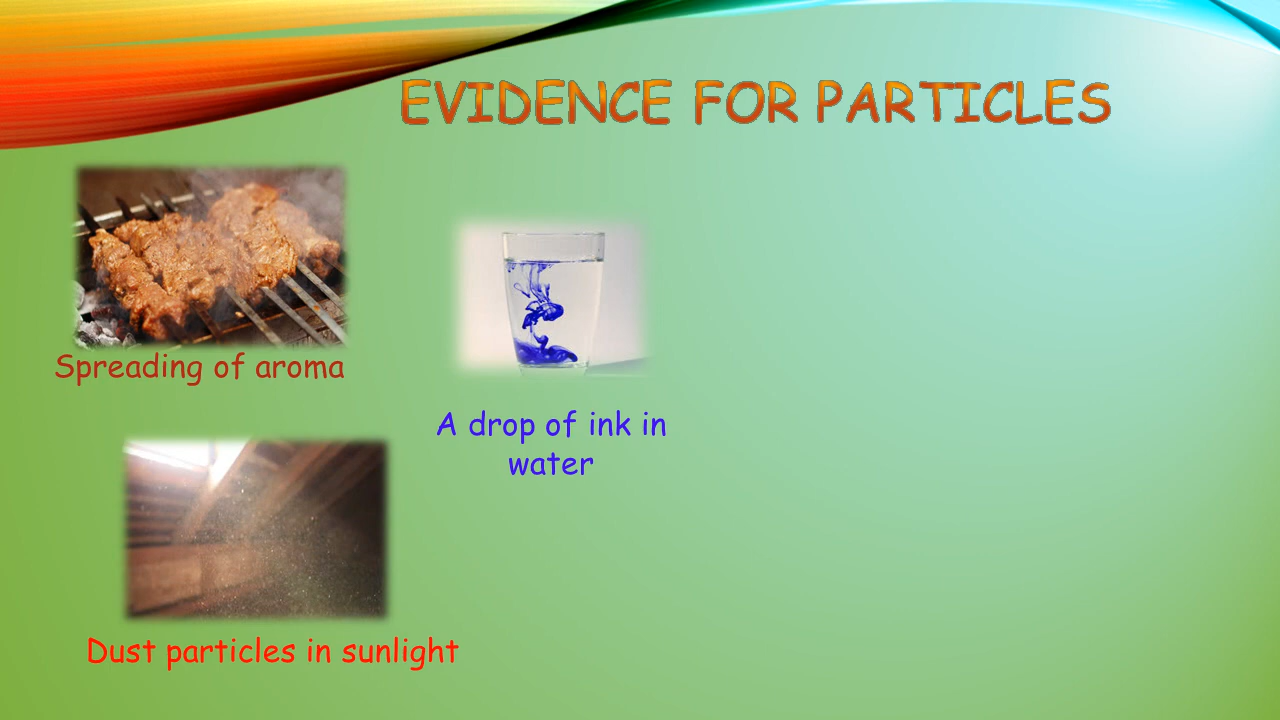 EVIDENCE FOR PARTICLES
Spreading of aroma
A drop of ink in
water
Dust particles in sunlight